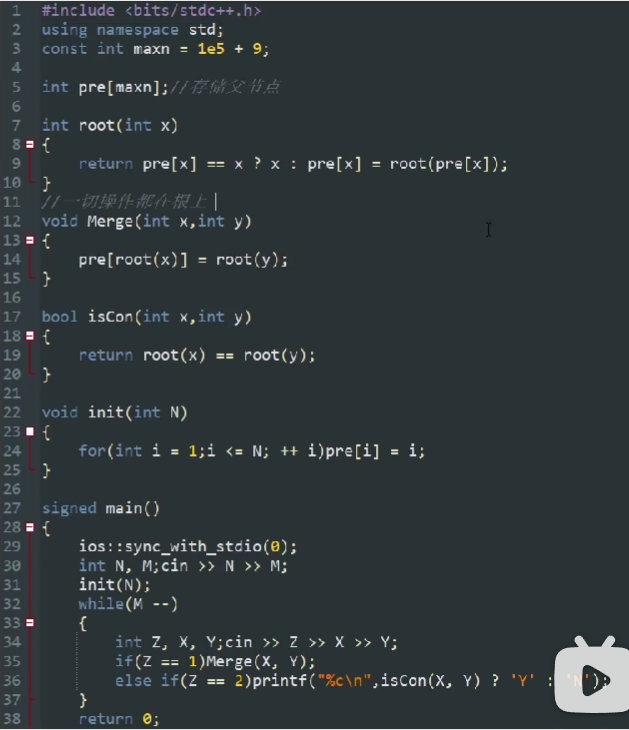 1 #include <bits/stdc++.h>
2 using namespace std;
3 const int maxn = 1e5 + 9;
4
5 int pre[maxn];//存储父节点
6
7 int root(int x)
8 {
9 return pre[x] == x ? x : pre[x] = root(pre[x]);
10 }
11 //一切操作都在根上
12 void Merge(int x,int y)
13 {
14 pre[root(x)] = root(y);
15 }
16
17 bool isCon(int x,int y)
18 {
19 return root(x) == root(y);
20 }
21
22 void init(int N)
23 {
24 for(int i = 1;i <= N; ++ i)pre[i] = i;
25 }
26
27 signed main()
28 {
29 ios::sync_with_stdio(0);
30 int N, M;cin >> N >> M;
31 init(N);
32 while(M --)
33 {
34 int Z, X, Y;cin >> Z >> X >> Y;
35 if(Z == 1)Merge(X, Y);
36 else if(Z == 2)printf("%c\n",isCon(X, Y) ? 'Y' : 'N');
37 }
38 return 0;